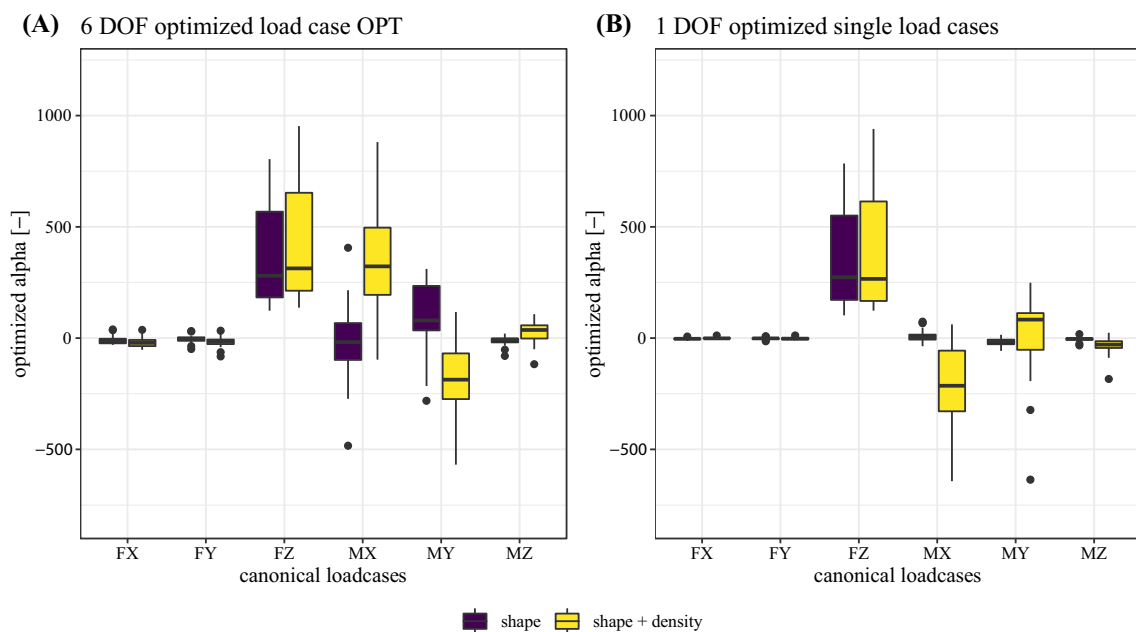 (A) 6 DOF optimized load case OPT
1000
500
0
−500
optimized alpha [−]
FX FY FZ MX MY MZ
canonical loadcases
(B) 1 DOF optimized single load cases
1000
500
0
−500
optimized alpha [−]
FX FY FZ MX MY MZ
canonical loadcases
shape shape + density